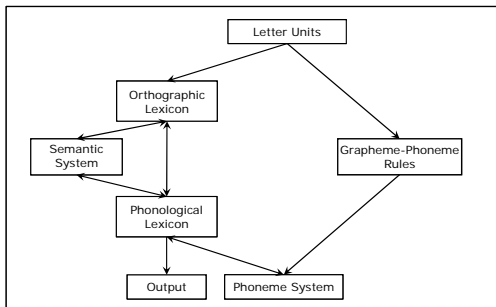 Letter Units
Orthographic
Lexicon
Semantic
System
Grapheme-Phoneme
Rules
Phonological
Lexicon
Output
Phoneme System